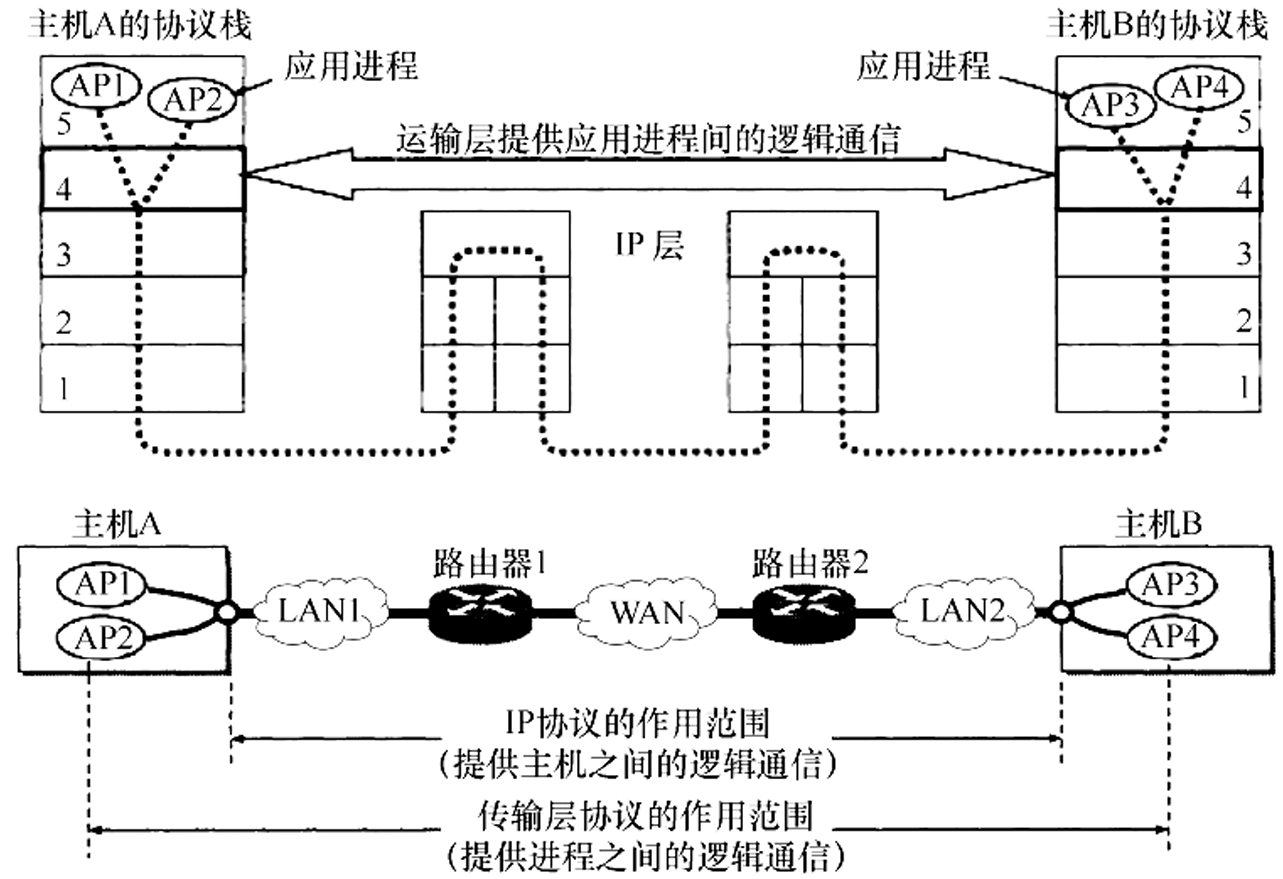 主机A的协议栈
主机B的协议栈
AP1
AP2
应用进程
应用进程
AP3
AP4
5
5
运输层提供应用进程间的逻辑通信
4
4
3
IP 层
3
2
2
1
1
主机A
主机B
AP1
AP2
LAN1
路由器1
WAN
路由器2
LAN2
AP3
AP4
IP协议的作用范围
(提供主机之间的逻辑通信)
传输层协议的作用范围
(提供进程之间的逻辑通信)